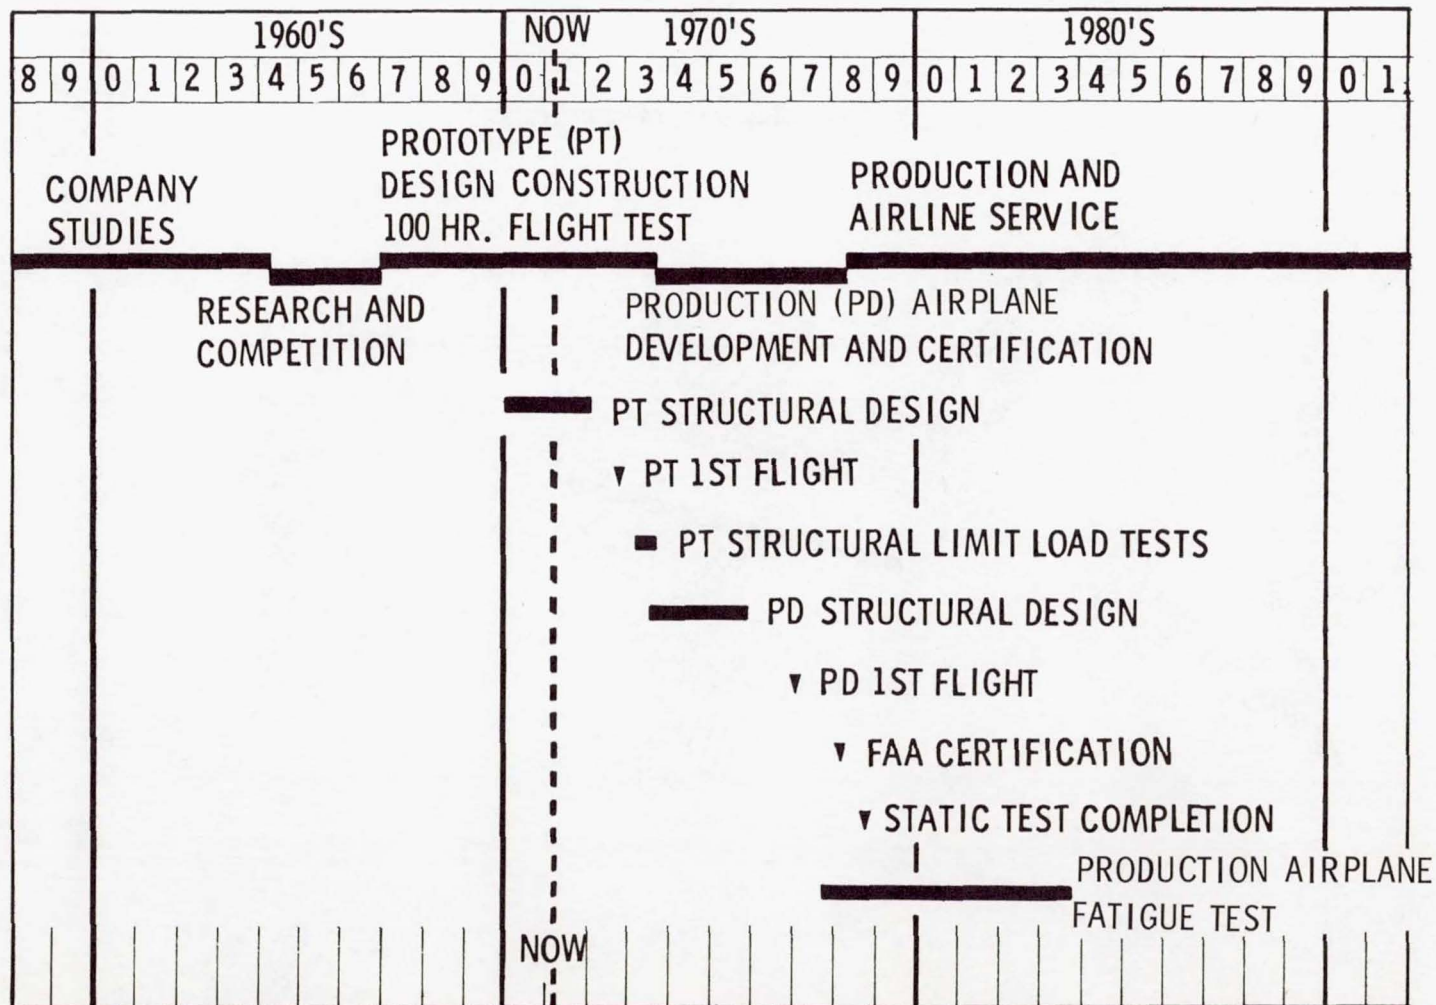 1960'S NOW 1970'S 1980'S
8 9 0 1 2 3 4 5 6 7 8 9 0 1 2 3 4 5 6 7 8 9 0 1 2 3 4 5 6 7 8 9 0 1
COMPANY
STUDIES
PROTOTYPE (PT)
DESIGN CONSTRUCTION
100 HR. FLIGHT TEST
PRODUCTION AND
AIRLINE SERVICE
RESEARCH AND
COMPETITION
PRODUCTION (PD) AIRPLANE
DEVELOPMENT AND CERTIFICATION
PT STRUCTURAL DESIGN
PT 1ST FLIGHT
PT STRUCTURAL LIMIT LOAD TESTS
PD STRUCTURAL DESIGN
PD 1ST FLIGHT
FAA CERTIFICATION
STATIC TEST COMPLETION
PRODUCTION AIRPLANE
FATIGUE TEST
NOW